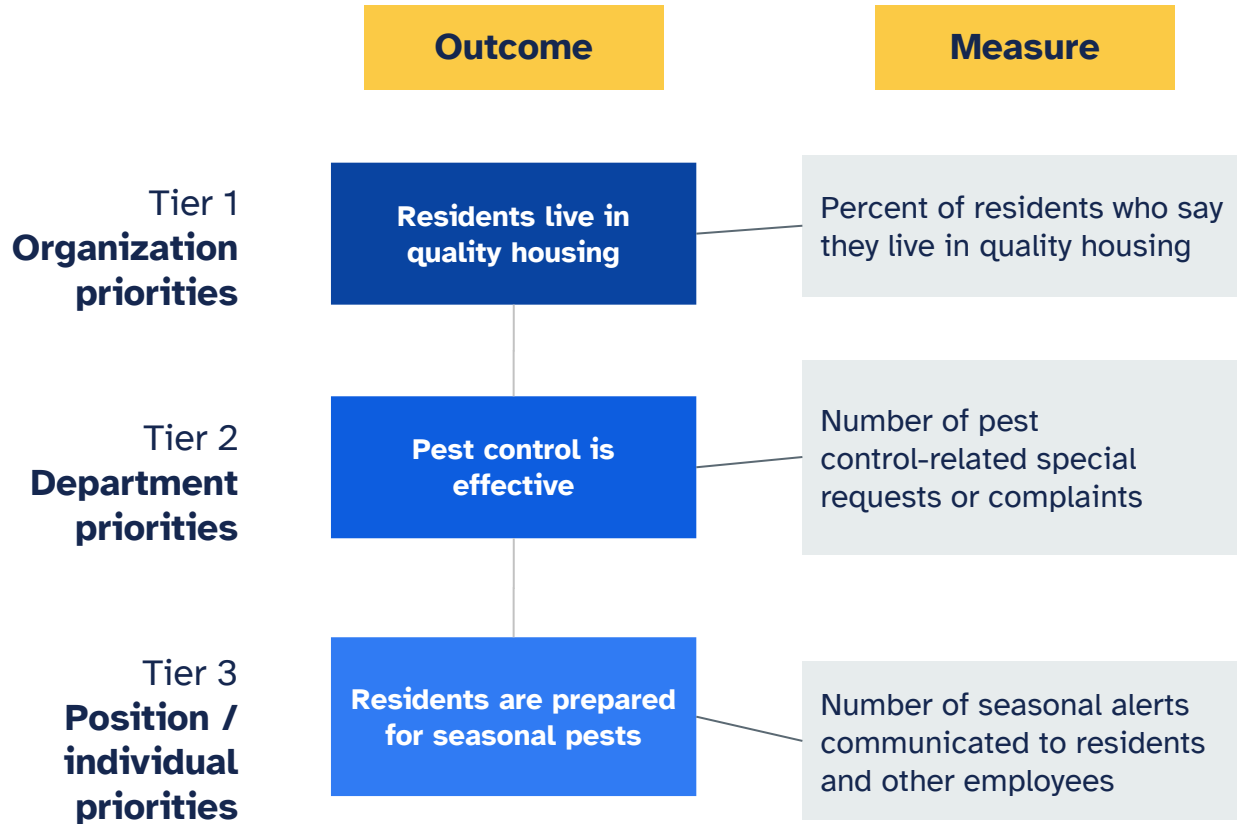 Outcome
Measure
Tier 1
Organization
priorities
Residents live in
quality housing
Percent of residents who say
they live in quality housing
Tier 2
Department
priorities
Pest control is
effective
Number of pest
control-related special
requests or complaints
Tier 3
Position /
individual
priorities
Residents are prepared
for seasonal pests
Number of seasonal alerts
communicated to residents
and other employees